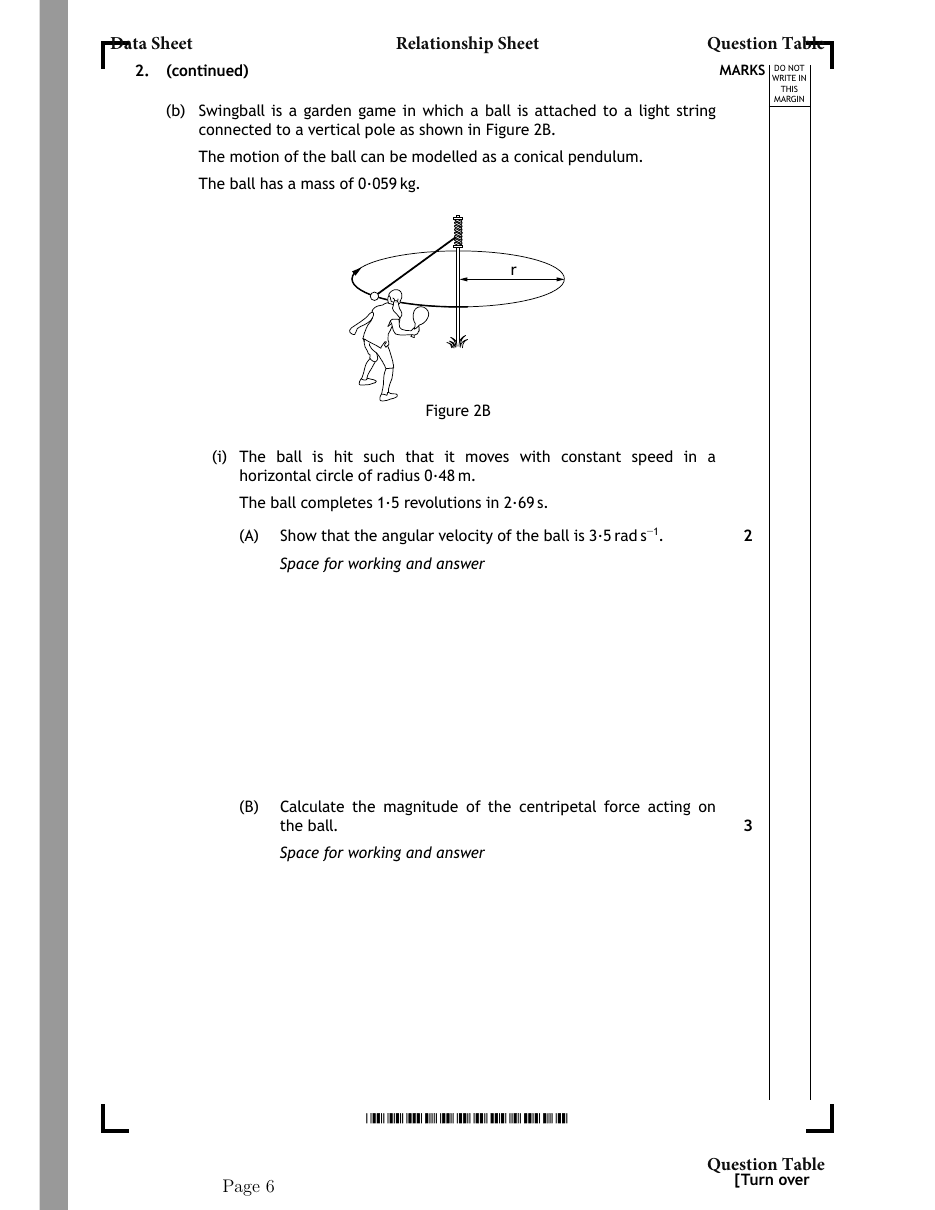 Data Sheet Relationship Sheet Question Table
2. (continued) MARKS DO NOT
WRITE IN
THIS
MARGIN
(b) Swingball is a garden game in which a ball is attached to a light string
connected to a vertical pole as shown in Figure 2B.
The motion of the ball can be modelled as a conical pendulum.
The ball has a mass of 0·059 kg.
r
Figure 2B
(i) The ball is hit such that it moves with constant speed in a
horizontal circle of radius 0·48 m.
The ball completes 1·5 revolutions in 2·69 s.
(A) Show that the angular velocity of the ball is 3·5 rad s⁻¹. 2
Space for working and answer
(B) Calculate the magnitude of the centripetal force acting on
the ball. 3
Space for working and answer
Question Table
[Turn over
Page 6